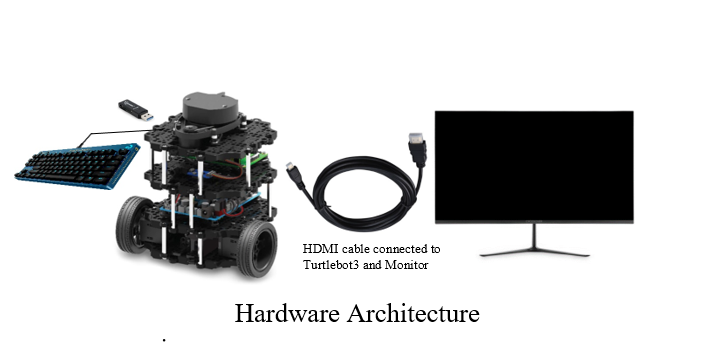 HDMI cable connected to
Turtlebot3 and Monitor
Hardware Architecture
.